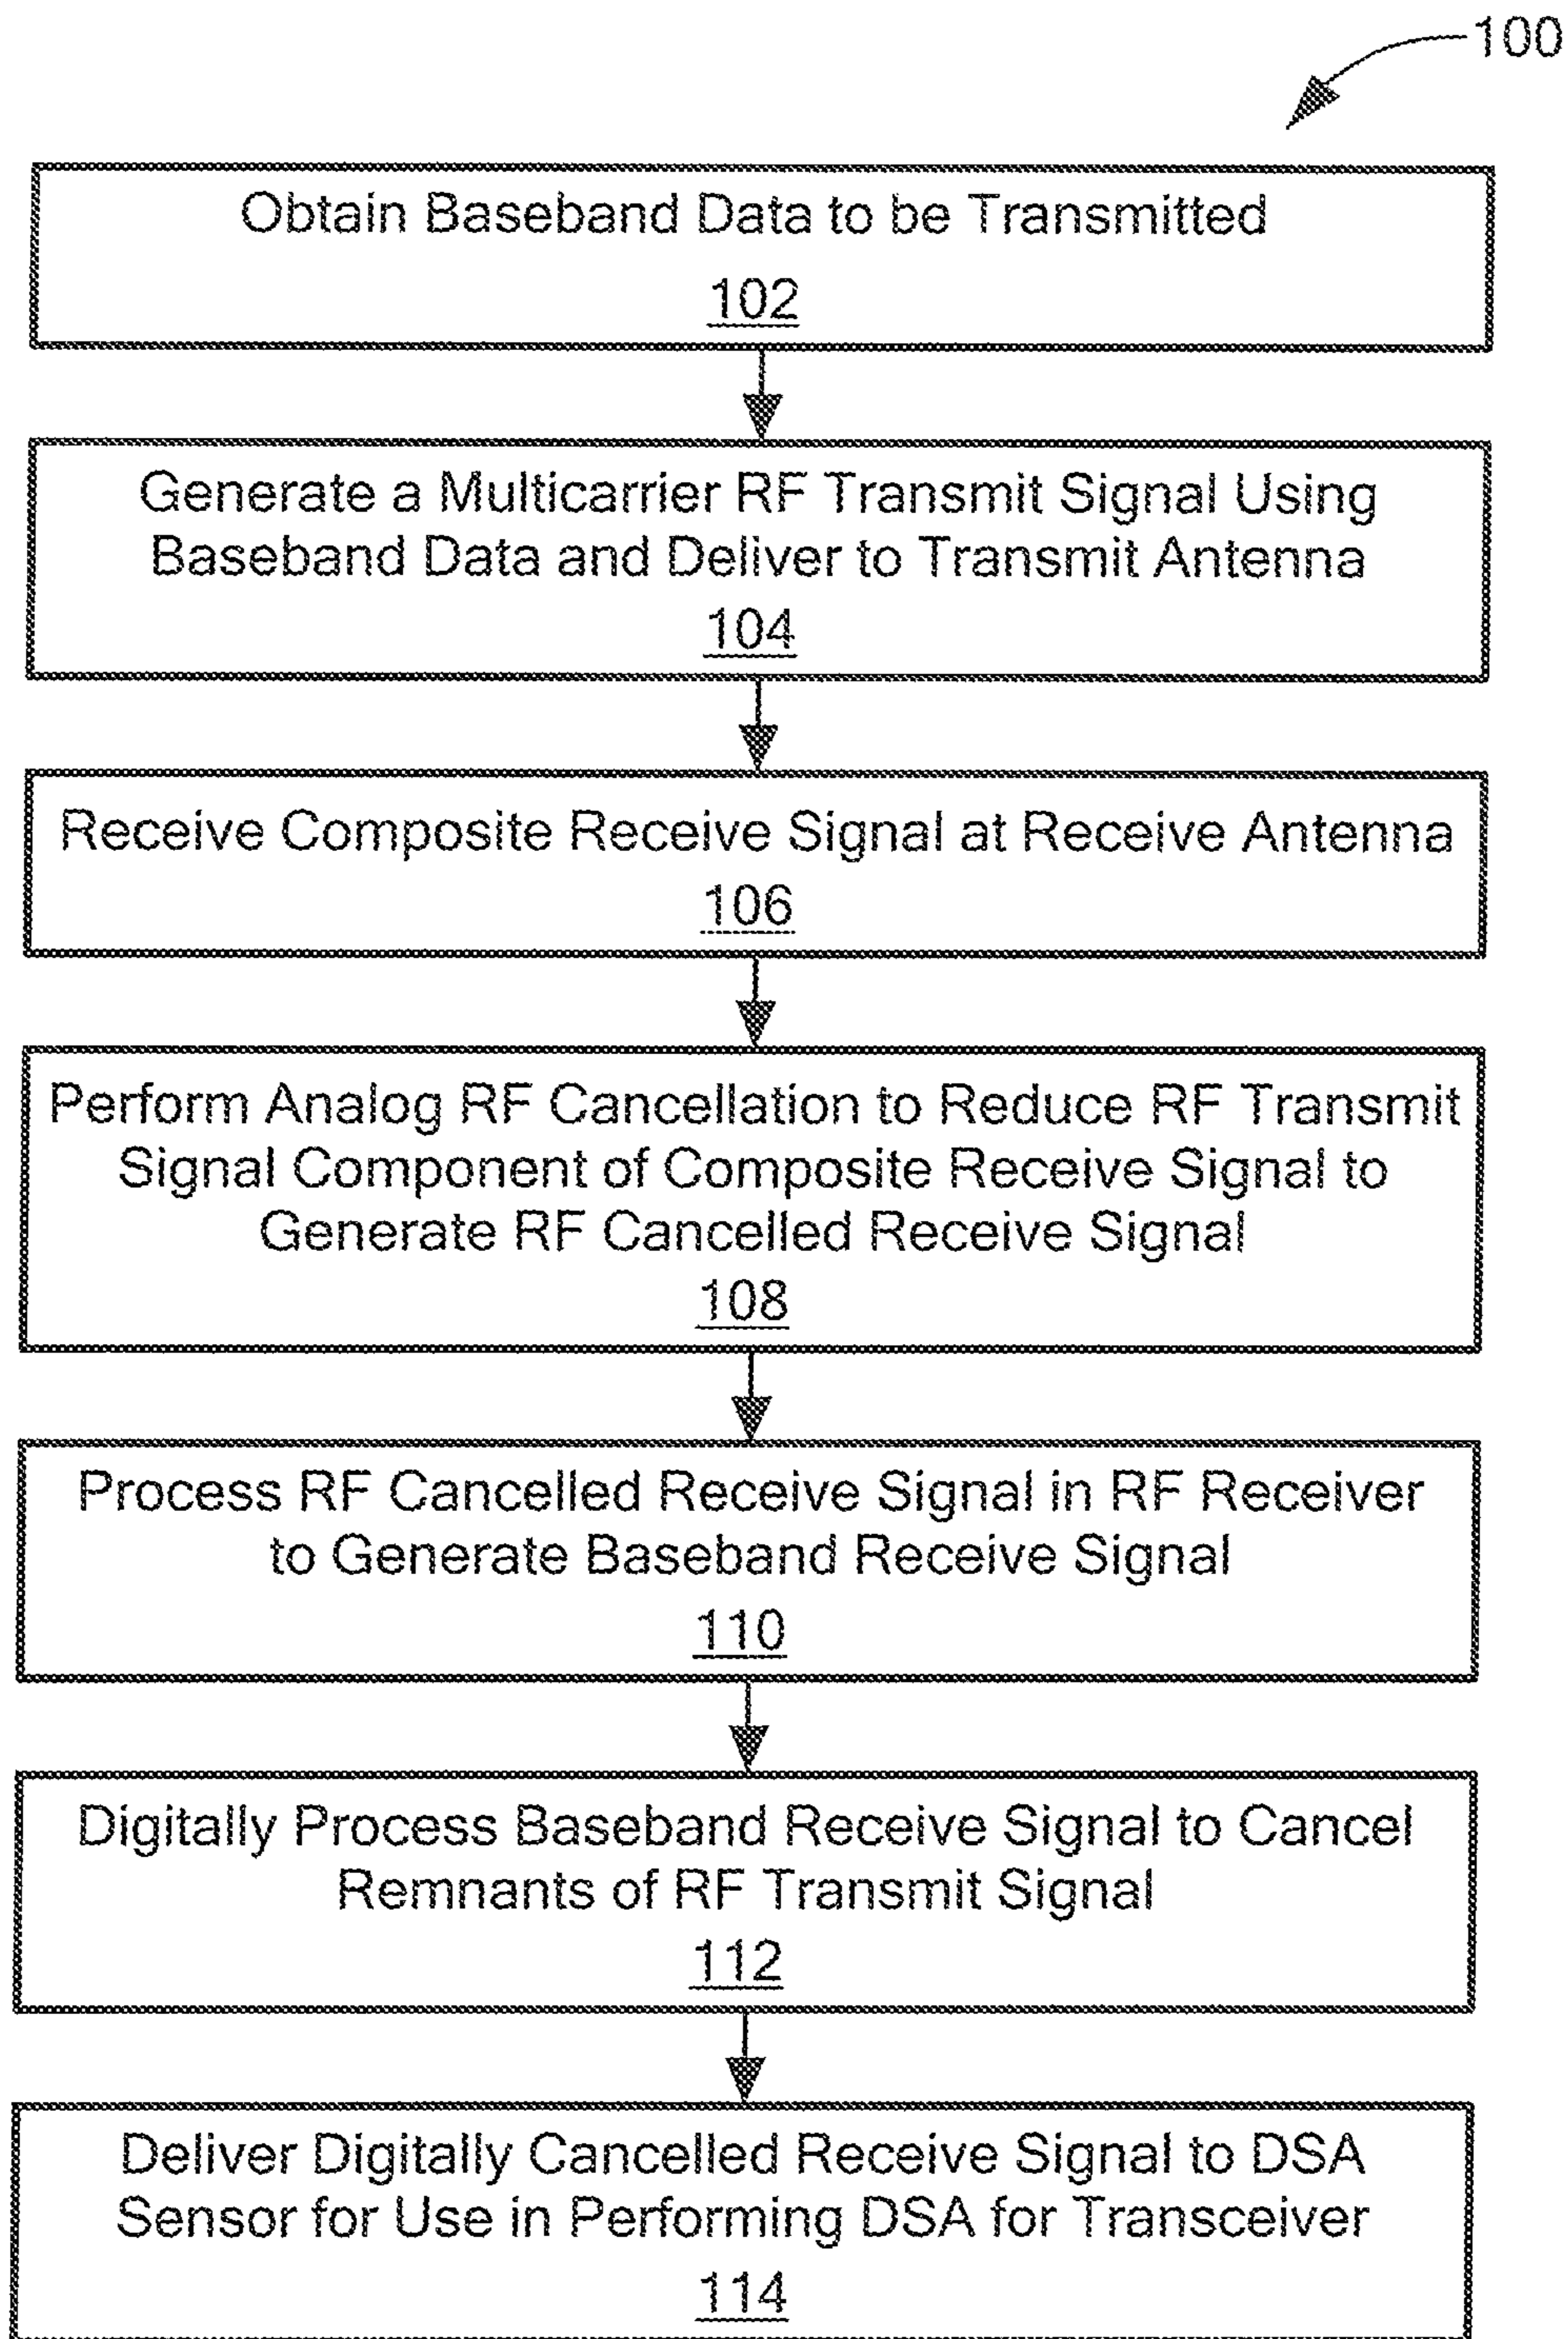 100
Obtain Baseband Data to be Transmitted
102
Generate a Multicarrier RF Transmit Signal Using
Baseband Data and Deliver to Transmit Antenna
104
Receive Composite Receive Signal at Receive Antenna
106
Perform Analog RF Cancellation to Reduce RF Transmit
Signal Component of Composite Receive Signal to
Generate RF Cancelled Receive Signal
108
Process RF Cancelled Receive Signal in RF Receiver
to Generate Baseband Receive Signal
110
Digitally Process Baseband Receive Signal to Cancel
Remnants of RF Transmit Signal
112
Deliver Digitally Cancelled Receive Signal to DSA
Sensor for Use in Performing DSA for Transceiver
114